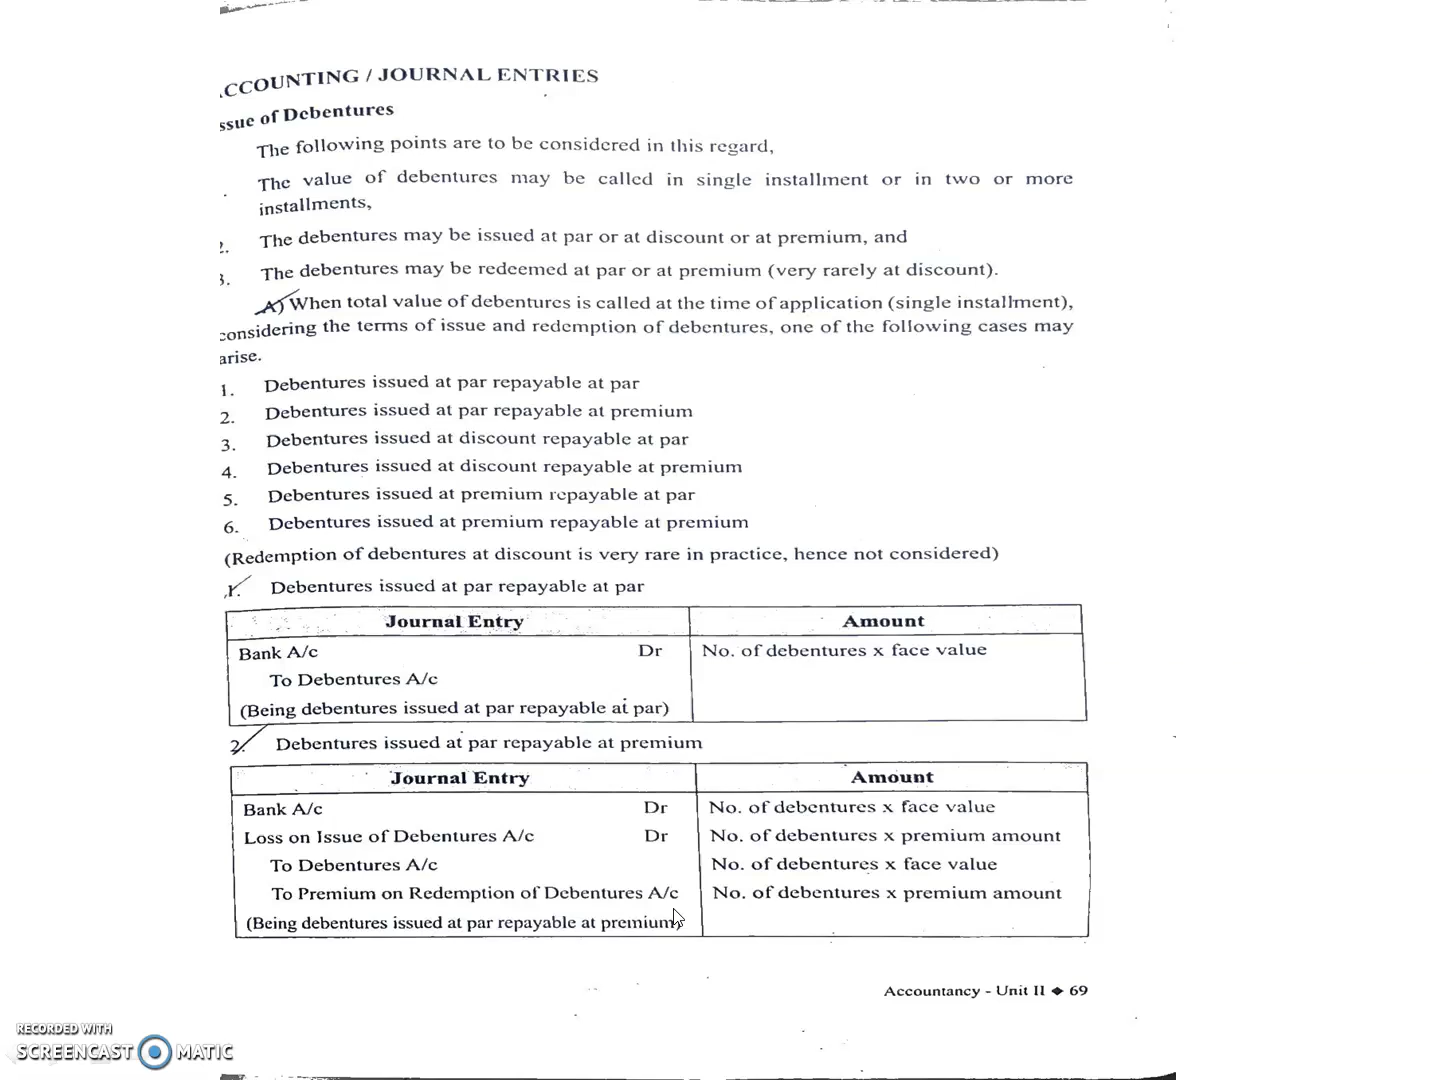 CCOUNTING / JOURNAL ENTRIES
ssue of Debentures
The following points are to be considered in this regard,
The value of debentures may be called in single installment or in two or more
installments,
2. The debentures may be issued at par or at discount or at premium, and
3. The debentures may be redeemed at par or at premium (very rarely at discount).
A) When total value of debentures is called at the time of application (single installment),
considering the terms of issue and redemption of debentures, one of the following cases may
arise.
1. Debentures issued at par repayable at par
2. Debentures issued at par repayable at premium
3. Debentures issued at discount repayable at par
4. Debentures issued at discount repayable at premium
5. Debentures issued at premium repayable at par
6. Debentures issued at premium repayable at premium
(Redemption of debentures at discount is very rare in practice, hence not considered)
1. Debentures issued at par repayable at par
Journal Entry Amount
Bank A/c Dr No. of debentures x face value
To Debentures A/c
(Being debentures issued at par repayable at par)
2. Debentures issued at par repayable at premium
Journal Entry Amount
Bank A/c Dr No. of debentures x face value
Loss on Issue of Debentures A/c Dr No. of debentures x premium amount
To Debentures A/c No. of debentures x face value
To Premium on Redemption of Debentures A/c No. of debentures x premium amount
(Being debentures issued at par repayable at premium)
Accountancy - Unit II ❖ 69
RECORDED WITH
SCREENCAST MATIC